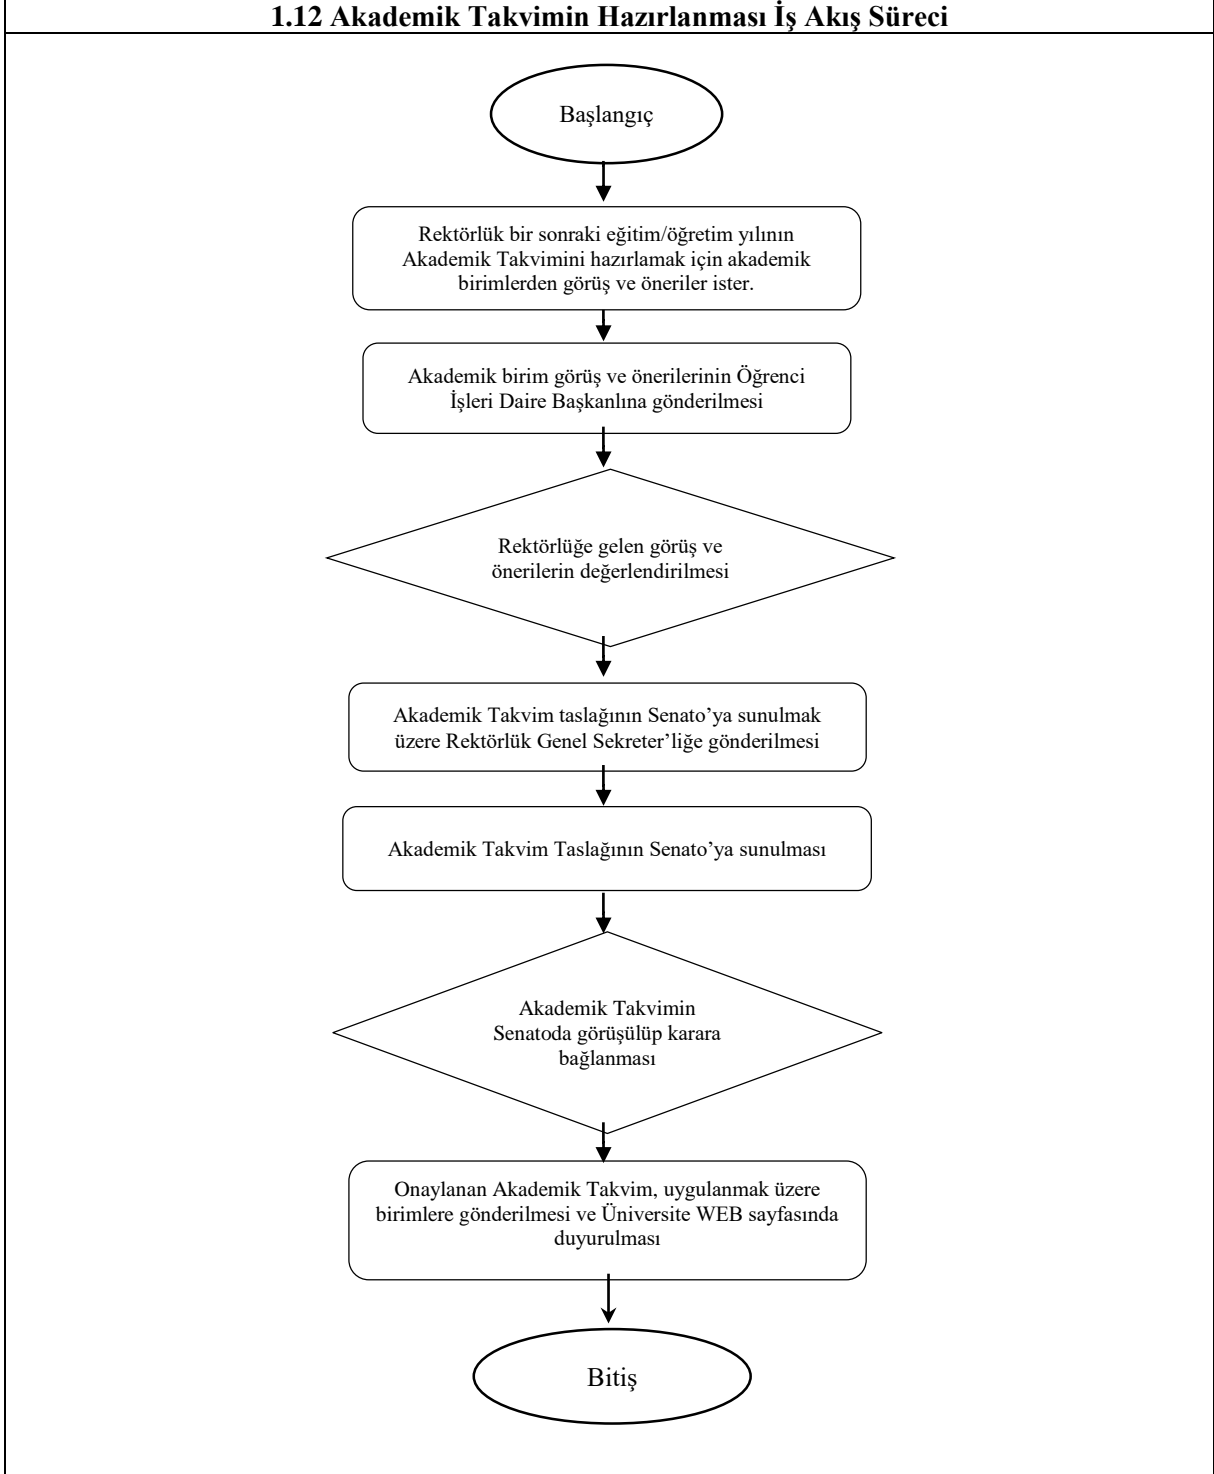 1.12 Akademik Takvimin Hazırlanması İş Akış Süreci
Başlangıç
Rektörlük bir sonraki eğitim/öğretim yılının
Akademik Takvimini hazırlamak için akademik
birimlerden görüş ve öneriler ister.
Akademik birim görüş ve önerilerinin Öğrenci
İşleri Daire Başkanlına gönderilmesi
Rektörlüğe gelen görüş ve
önerilerin değerlendirilmesi
Akademik Takvim taslağının Senato’ya sunulmak
üzere Rektörlük Genel Sekreter’liğe gönderilmesi
Akademik Takvim Taslağının Senato’ya sunulması
Akademik Takvimin
Senatoda görüşülüp karara
bağlanması
Onaylanan Akademik Takvim, uygulanmak üzere
birimlere gönderilmesi ve Üniversite WEB sayfasında
duyurulması
Bitiş